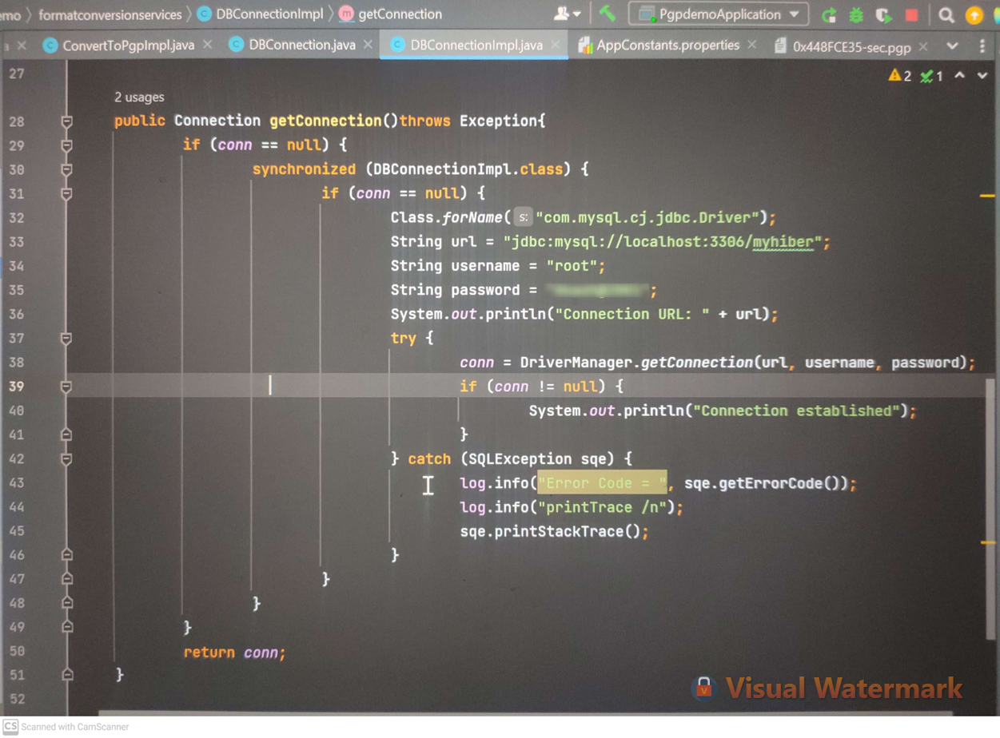 emo 〉 formatconversionservices 〉 C DBConnectionImpl 〉 m getConnection PgpdemoApplication
C ConvertToPgpImpl.java C DBConnection.java C DBConnectionImpl.java AppConstants.properties 0x448FCE35-sec.pgp
27 2 1
2 usages
28 public Connection getConnection()throws Exception{
29 if (conn == null) {
30 synchronized (DBConnectionImpl.class) {
31 if (conn == null) {
32 Class.forName( s: "com.mysql.cj.jdbc.Driver");
33 String url = "jdbc:mysql://localhost:3306/myhiber";
34 String username = "root";
35 String password = ;
36 System.out.println("Connection URL: " + url);
37 try {
38 conn = DriverManager.getConnection(url, username, password);
39 if (conn != null) {
40 System.out.println("Connection established");
41 }
42 } catch (SQLException sqe) {
43 log.info("Error Code = ", sqe.getErrorCode());
44 log.info("printTrace /n");
45 sqe.printStackTrace();
46 }
47 }
48 }
49 }
50 return conn;
51 }
52
Visual Watermark
CS Scanned with CamScanner